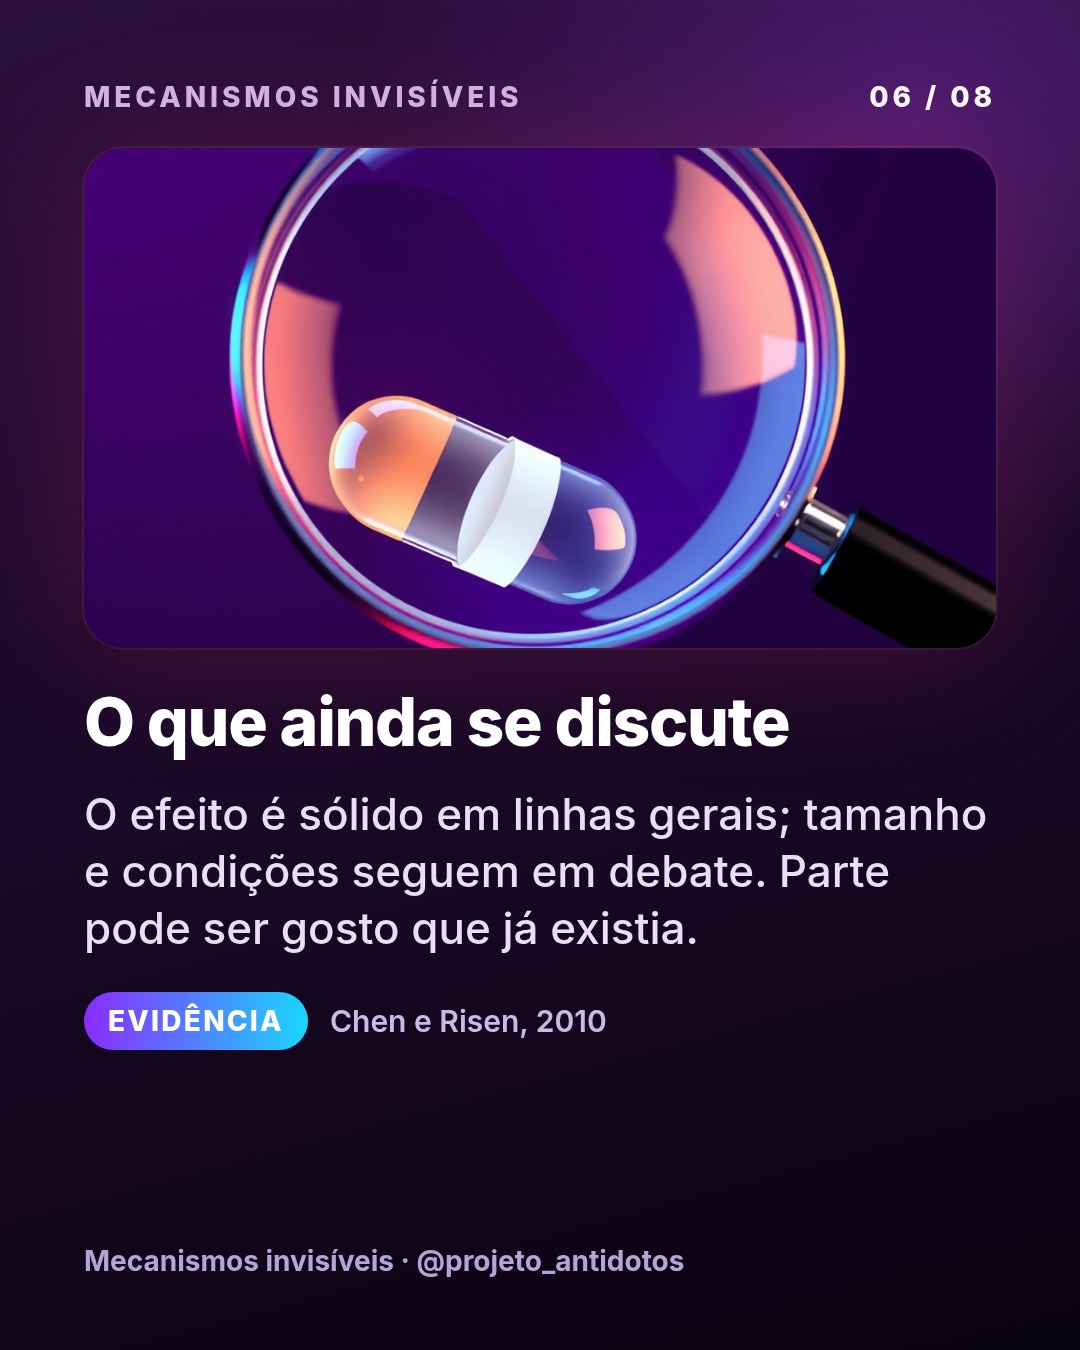 MECANISMOS INVISÍVEIS
06 / 08
O que ainda se discute
O efeito é sólido em linhas gerais; tamanho
e condições seguem em debate. Parte
pode ser gosto que já existia.
EVIDÊNCIA
Chen e Risen, 2010
Mecanismos invisíveis · @projeto_antidotos